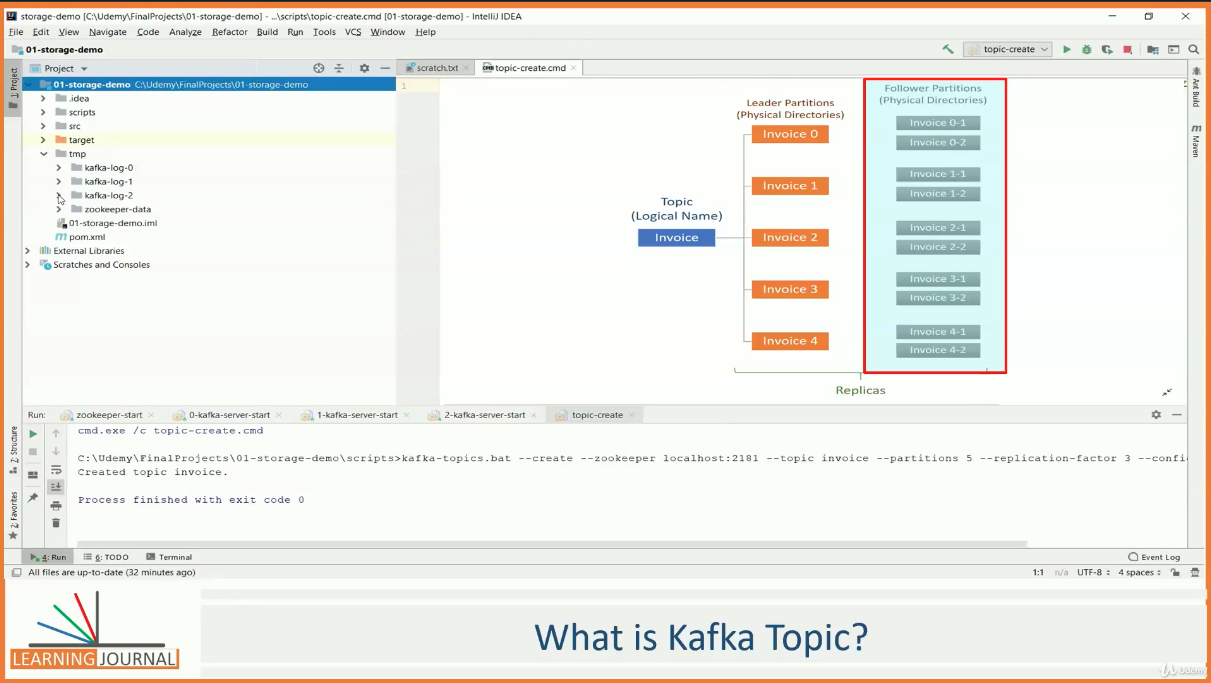 storage-demo [C:\Udemy\FinalProjects\01-storage-demo] - ...\scripts\topic-create.cmd [01-storage-demo] - IntelliJ IDEA
File Edit View Navigate Code Analyze Refactor Build Run Tools VCS Window Help
01-storage-demo
topic-create
Project
scratch.txt
topic-create.cmd
1: Project
01-storage-demo C:\Udemy\FinalProjects\01-storage-demo
.idea
scripts
src
target
tmp
kafka-log-0
kafka-log-1
kafka-log-2
zookeeper-data
01-storage-demo.iml
pom.xml
External Libraries
Scratches and Consoles
1
Topic
(Logical Name)
Invoice
Leader Partitions
(Physical Directories)
Invoice 0
Invoice 1
Invoice 2
Invoice 3
Invoice 4
Follower Partitions
(Physical Directories)
Invoice 0-1
Invoice 0-2
Invoice 1-1
Invoice 1-2
Invoice 2-1
Invoice 2-2
Invoice 3-1
Invoice 3-2
Invoice 4-1
Invoice 4-2
Replicas
Ant Build
Maven
Run: zookeeper-start 0-kafka-server-start 1-kafka-server-start 2-kafka-server-start topic-create
cmd.exe /c topic-create.cmd
C:\Udemy\FinalProjects\01-storage-demo\scripts>kafka-topics.bat --create --zookeeper localhost:2181 --topic invoice --partitions 5 --replication-factor 3 --confi
Created topic invoice.
Process finished with exit code 0
7: Structure
2: Favorites
4: Run 6: TODO Terminal Event Log
All files are up-to-date (32 minutes ago) 1:1 n/a UTF-8 4 spaces
LEARNING JOURNAL
What is Kafka Topic?
Udemy